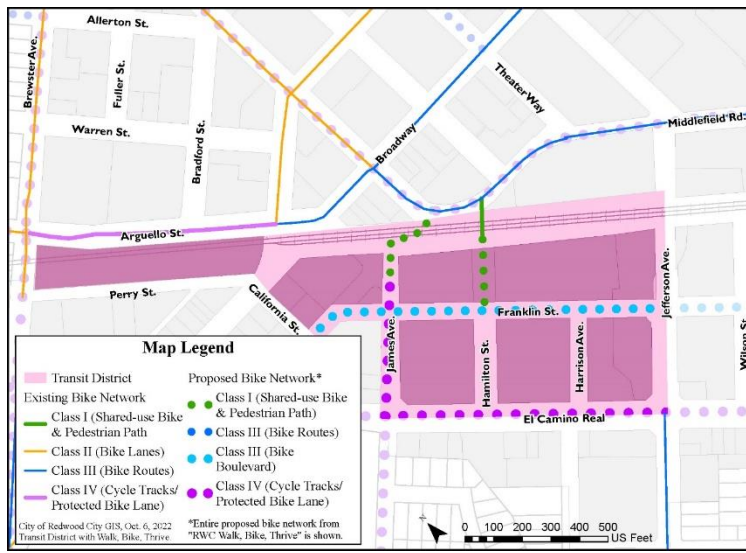 Allerton St.
Brewster Ave.
Fuller St.
Theater Way
Warren St.
Bradford St.
Broadway
Middlefield Rd.
Arguello St.
Perry St.
California St.
Franklin St.
Jefferson Ave.
James Ave.
Hamilton St.
Harrison Ave.
Wilson St.
El Camino Real
Map Legend
Transit District
Existing Bike Network
Class I (Shared-use Bike
& Pedestrian Path
Class II (Bike Lanes)
Class III (Bike Routes)
Class IV (Cycle Tracks/
Protected Bike Lane)
Proposed Bike Network*
Class I (Shared-use Bike
& Pedestrian Path)
Class III (Bike Routes)
Class III (Bike
Boulevard)
Class IV (Cycle Tracks/
Protected Bike Lane)
City of Redwood City GIS, Oct. 6, 2022
Transit District with Walk, Bike, Thrive.
*Entire proposed bike network from
"RWC Walk, Bike, Thrive" is shown.
N
0 100 200 300 400 500
US Feet